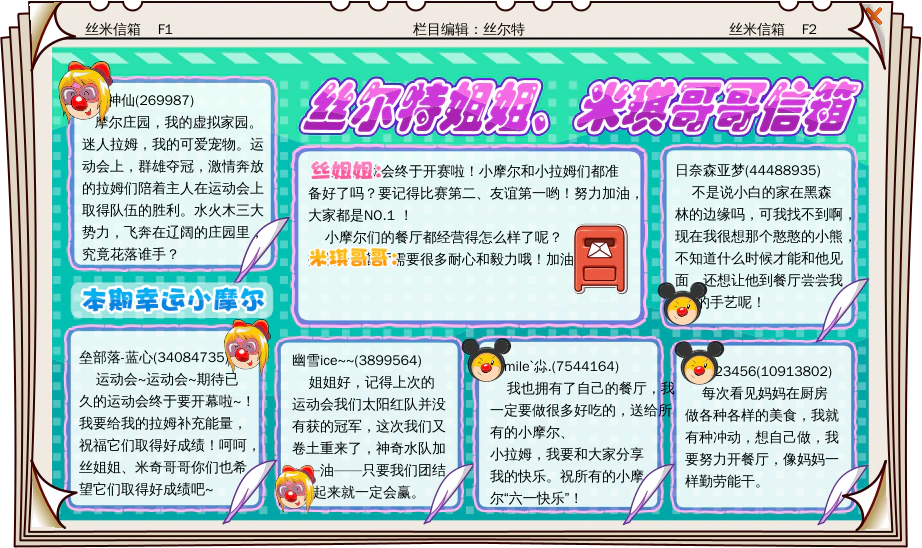 丝米信箱 F1
栏目编辑：丝尔特
丝米信箱 F2
丝尔特姐姐、米琪哥哥信箱
神仙(269987)
摩尔庄园，我的虚拟家园。
迷人拉姆，我的可爱宠物。运
动会上，群雄夺冠，激情奔放
的拉姆们陪着主人在运动会上
取得队伍的胜利。水火木三大
势力，飞奔在辽阔的庄园里，
究竟花落谁手？
丝姐姐:
会终于开赛啦！小摩尔和小拉姆们都准
备好了吗？要记得比赛第二、友谊第一哟！努力加油，
大家都是NO.1 ！
小摩尔们的餐厅都经营得怎么样了呢？
米琪哥哥:
需要很多耐心和毅力哦！加油
日奈森亚梦(44488935)
不是说小白的家在黑森
林的边缘吗，可我找不到啊，
现在我很想那个憨憨的小熊，
不知道什么时候才能和他见
面，还想让他到餐厅尝尝我
的手艺呢！
本期幸运小摩尔
垒部落-蓝心(34084735)
运动会~运动会~期待已
久的运动会终于要开幕啦~！
我要给我的拉姆补充能量，
祝福它们取得好成绩！呵呵，
丝姐姐、米奇哥哥你们也希
望它们取得好成绩吧~
幽雪ice~~(3899564)
姐姐好，记得上次的
运动会我们太阳红队并没
有获的冠军，这次我们又
卷土重来了，神奇水队加
油——只要我们团结
起来就一定会赢。
mile`尛.(7544164)
我也拥有了自己的餐厅，我
一定要做很多好吃的，送给所
有的小摩尔、
小拉姆，我要和大家分享
我的快乐。祝所有的小摩
尔“六一快乐”！
23456(10913802)
每次看见妈妈在厨房
做各种各样的美食，我就
有种冲动，想自己做，我
要努力开餐厅，像妈妈一
样勤劳能干。